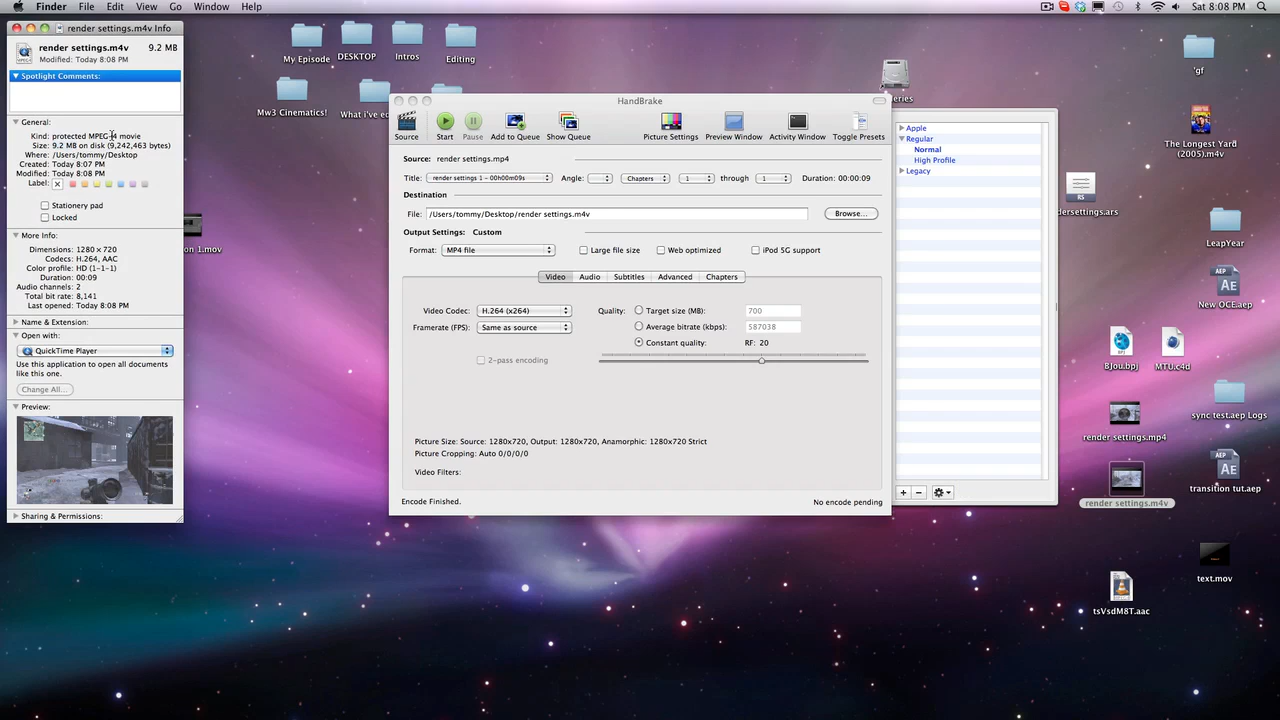 Finder File Edit View Go Window Help
Sat 8:08 PM
render settings.m4v Info
render settings.m4v 9.2 MB
Modified: Today 8:08 PM
Spotlight Comments:
General:
Kind: protected MPEG-4 movie
Size: 9.2 MB on disk (9,242,463 bytes)
Where: /Users/tommy/Desktop
Created: Today 8:07 PM
Modified: Today 8:08 PM
Label:
Stationery pad
Locked
More Info:
Dimensions: 1280 × 720
Codecs: H.264, AAC
Color profile: HD (1-1-1)
Duration: 00:09
Audio channels: 2
Total bit rate: 8,141
Last opened: Today 8:08 PM
Name & Extension:
Open with:
QuickTime Player
Use this application to open all documents
like this one.
Change All...
Preview:
Sharing & Permissions:
My Episode
DESKTOP
Intros
Editing
Mw3 Cinematics!
What i've ed
on 1.mov
eries
HandBrake
Source
Start
Pause
Add to Queue
Show Queue
Picture Settings
Preview Window
Activity Window
Toggle Presets
Source: render settings.mp4
Title: render settings 1 - 00h00m09s
Angle:
Chapters
1 through 1
Duration: 00:00:09
Destination
File: /Users/tommy/Desktop/render settings.m4v
Browse...
Output Settings: Custom
Format: MP4 file
Large file size
Web optimized
iPod 5G support
Video Audio Subtitles Advanced Chapters
Video Codec: H.264 (x264)
Framerate (FPS): Same as source
2-pass encoding
Quality:
Target size (MB): 700
Average bitrate (kbps): 587038
Constant quality: RF: 20
Picture Size: Source: 1280x720, Output: 1280x720, Anamorphic: 1280x720 Strict
Picture Cropping: Auto 0/0/0/0
Video Filters:
Encode Finished.
No encode pending
Apple
Regular
Normal
High Profile
Legacy
'gf
The Longest Yard
(2005).m4v
RS
dersettings.ars
LeapYear
AEP
New OCE.aep
BJou.bpj
MTU.c4d
sync test.aep Logs
render settings.mp4
AEP
transition tut.aep
render settings.m4v
text.mov
tsVsdM8T.aac